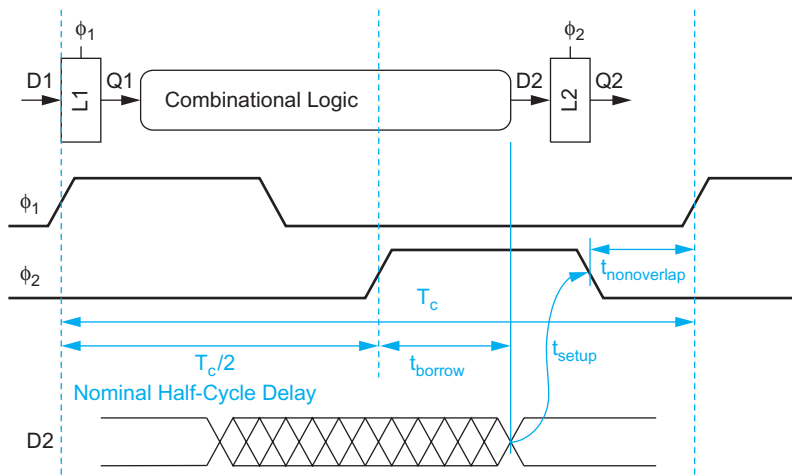 ϕ1 ϕ2
D1 L1 Q1 Combinational Logic D2 L2 Q2
ϕ1
tnonoverlap
ϕ2
Tc
Tc/2 tborrow tsetup
Nominal Half-Cycle Delay
D2